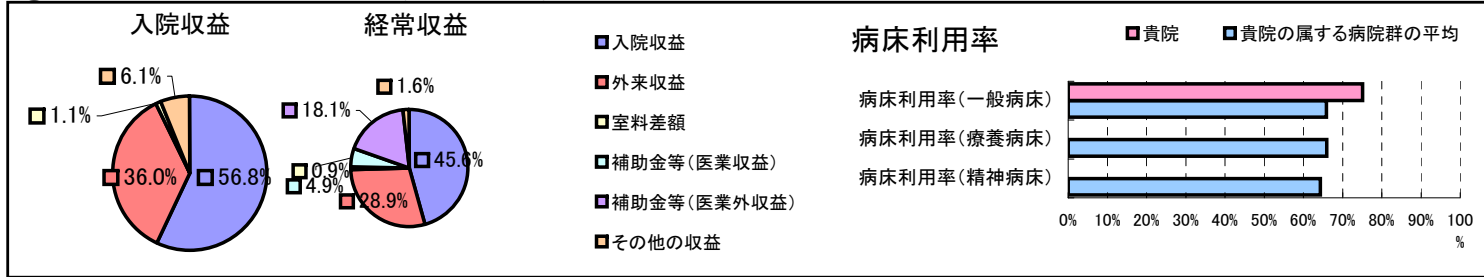 入院収益
6.1%
1.1%
36.0%
56.8%
経常収益
1.6%
18.1%
45.6%
0.9%
4.9%
28.9%
入院収益
外来収益
室料差額
補助金等(医業収益)
補助金等(医業外収益)
その他の収益
病床利用率
貴院
貴院の属する病院群の平均
病床利用率(一般病床)
病床利用率(療養病床)
病床利用率(精神病床)
0% 10% 20% 30% 40% 50% 60% 70% 80% 90% 100
%